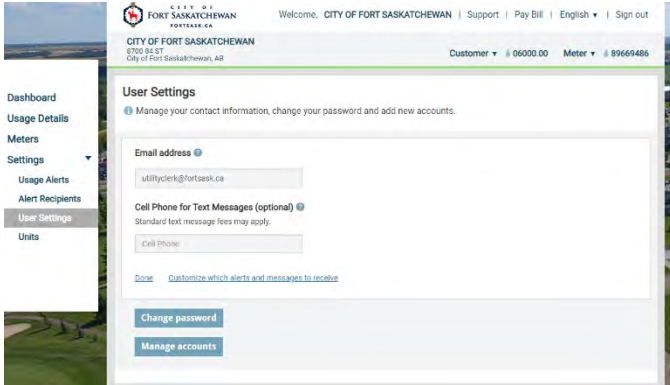 CITY OF
FORT SASKATCHEWAN
FORTSASK.CA
Welcome, CITY OF FORT SASKATCHEWAN | Support | Pay Bill | English ▾ | Sign out
CITY OF FORT SASKATCHEWAN
6700 84 ST
City of Fort Saskatchewan, AB
Customer ▾ 06000.00 Meter ▾ 89669486
Dashboard
Usage Details
Meters
Settings ▾
Usage Alerts
Alert Recipients
User Settings
Units
User Settings
Manage your contact information, change your password and add new accounts.
Email address
utilityclerk@fortsask.ca
Cell Phone for Text Messages (optional)
Standard text message fees may apply.
Cell Phone
Done Customize which alerts and messages to receive
Change password
Manage accounts